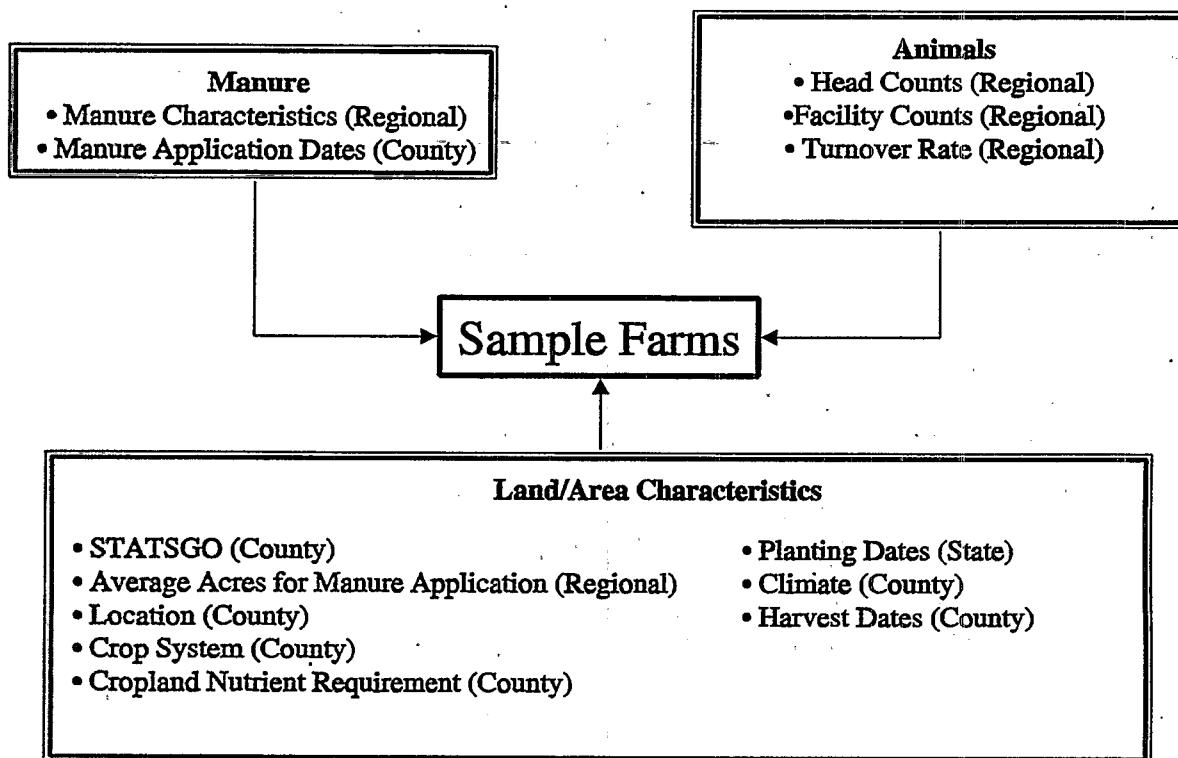 Manure
• Manure Characteristics (Regional)
• Manure Application Dates (County)
Animals
• Head Counts (Regional)
•Facility Counts (Regional)
• Turnover Rate (Regional)
Sample Farms
Land/Area Characteristics
• STATSGO (County)
• Average Acres for Manure Application (Regional)
• Location (County)
• Crop System (County)
• Cropland Nutrient Requirement (County)
• Planting Dates (State)
• Climate (County)
• Harvest Dates (County)